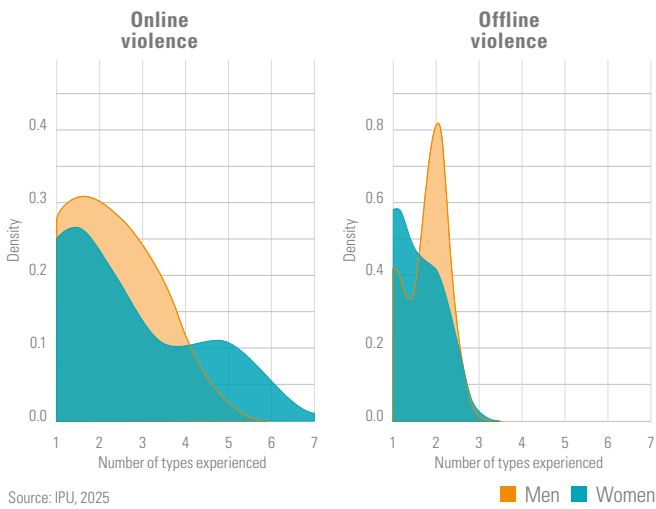 Online
violence
Density
0.4
0.3
0.2
0.1
0.0
1 2 3 4 5 6 7
Number of types experienced
Offline
violence
Density
0.8
0.6
0.4
0.2
0.0
1 2 3 4 5 6 7
Number of types experienced
Source: IPU, 2025
Men Women